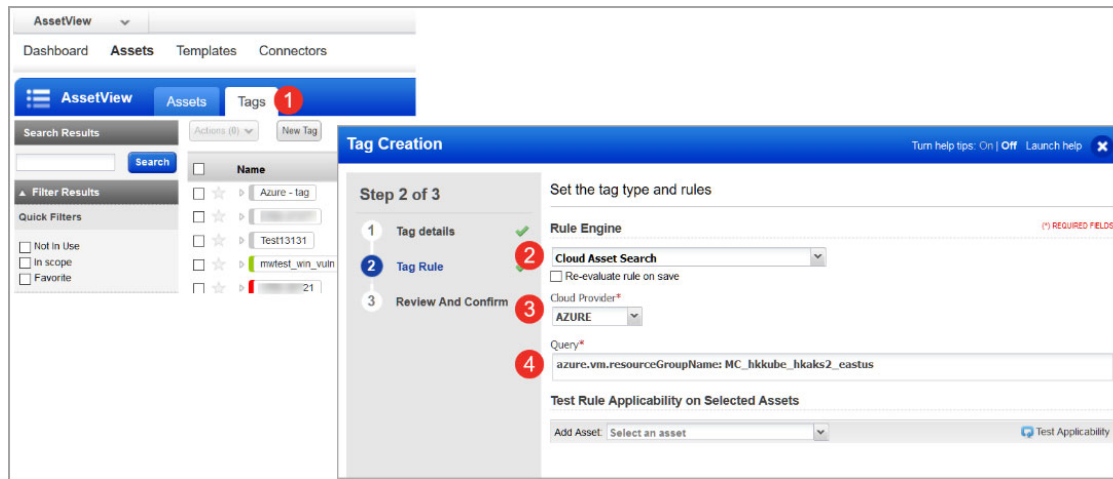 AssetView
Dashboard Assets Templates Connectors
AssetView Assets Tags 1
Search Results
Actions (0) New Tag
Search
Name
Filter Results
Azure - tag
Quick Filters
Test13131
Not In Use
mwtest_win_vuln
In scope
Favorite
21
Tag Creation
Turn help tips: On | Off Launch help
Step 2 of 3
1 Tag details
2 Tag Rule
3 Review And Confirm
Set the tag type and rules
Rule Engine
(*) REQUIRED FIELDS
2 Cloud Asset Search
Re-evaluate rule on save
Cloud Provider*
3 AZURE
Query*
4 azure.vm.resourceGroupName: MC_hkkube_hkaks2_eastus
Test Rule Applicability on Selected Assets
Add Asset: Select an asset Test Applicability